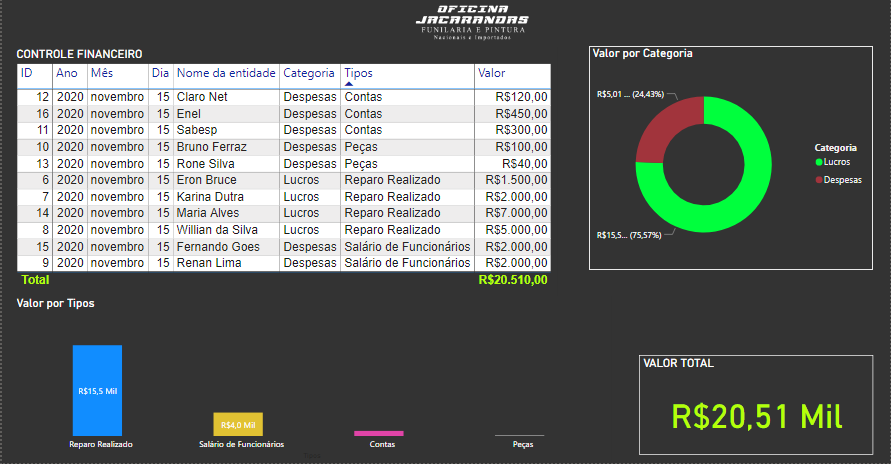 OFICINA
JACARANDAS
FUNILARIA E PINTURA
Nacionais e Importados
CONTROLE FINANCEIRO
ID Ano Mês Dia Nome da entidade Categoria Tipos Valor
12 2020 novembro 15 Claro Net Despesas Contas R$120,00
16 2020 novembro 15 Enel Despesas Contas R$450,00
11 2020 novembro 15 Sabesp Despesas Contas R$300,00
10 2020 novembro 15 Bruno Ferraz Despesas Peças R$100,00
13 2020 novembro 15 Rone Silva Despesas Peças R$40,00
6 2020 novembro 15 Eron Bruce Lucros Reparo Realizado R$1.500,00
7 2020 novembro 15 Karina Dutra Lucros Reparo Realizado R$2.000,00
14 2020 novembro 15 Maria Alves Lucros Reparo Realizado R$7.000,00
8 2020 novembro 15 Willian da Silva Lucros Reparo Realizado R$5.000,00
15 2020 novembro 15 Fernando Goes Despesas Salário de Funcionários R$2.000,00
9 2020 novembro 15 Renan Lima Despesas Salário de Funcionários R$2.000,00
Total R$20.510,00
Valor por Categoria
R$5,01 ... (24,43%)
R$15,5... (75,57%)
Categoria
Lucros
Despesas
Valor por Tipos
R$15,5 Mil
R$4,0 Mil
Reparo Realizado Salário de Funcionários Contas Peças
VALOR TOTAL
R$20,51 Mil